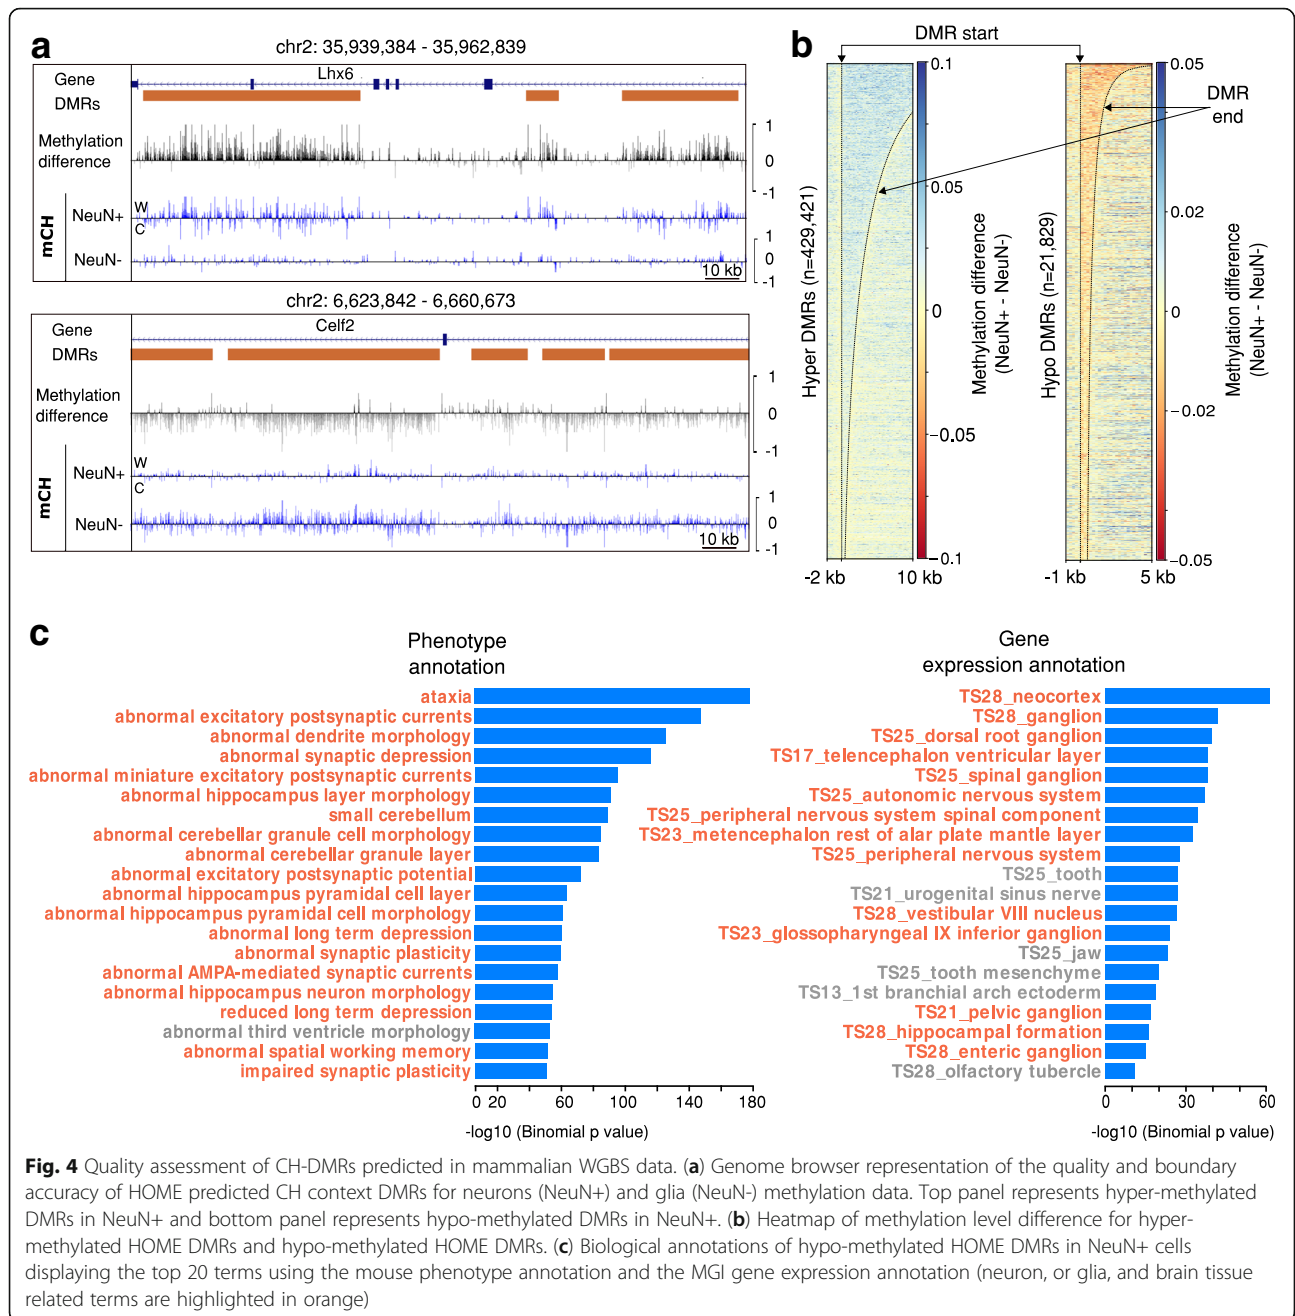 a
chr2: 35,939,384 - 35,962,839
Gene
Lhx6
DMRs
Methylation
difference
1
0
-1
mCH
NeuN+
W
C
1
NeuN-
0
-1
10 kb
chr2: 6,623,842 - 6,660,673
Gene
Celf2
DMRs
Methylation
difference
1
0
-1
mCH
NeuN+
W
C
1
NeuN-
0
-1
10 kb
b
DMR start
DMR
end
Hyper DMRs (n=429,421)
0.1
0.05
0
-0.05
-0.1
Methylation difference
(NeuN+ - NeuN-)
-2 kb
10 kb
Hypo DMRs (n=21,829)
0.05
0.02
0
-0.02
-0.05
Methylation difference
(NeuN+ - NeuN-)
-1 kb
5 kb
c
Phenotype
annotation
ataxia
abnormal excitatory postsynaptic currents
abnormal dendrite morphology
abnormal synaptic depression
abnormal miniature excitatory postsynaptic currents
abnormal hippocampus layer morphology
small cerebellum
abnormal cerebellar granule cell morphology
abnormal cerebellar granule layer
abnormal excitatory postsynaptic potential
abnormal hippocampus pyramidal cell layer
abnormal hippocampus pyramidal cell morphology
abnormal long term depression
abnormal synaptic plasticity
abnormal AMPA-mediated synaptic currents
abnormal hippocampus neuron morphology
reduced long term depression
abnormal third ventricle morphology
abnormal spatial working memory
impaired synaptic plasticity
0 20 60 100 140 180
-log10 (Binomial p value)
Gene
expression annotation
TS28_neocortex
TS28_ganglion
TS25_dorsal root ganglion
TS17_telencephalon ventricular layer
TS25_spinal ganglion
TS25_autonomic nervous system
TS25_peripheral nervous system spinal component
TS23_metencephalon rest of alar plate mantle layer
TS25_peripheral nervous system
TS25_tooth
TS21_urogenital sinus nerve
TS28_vestibular VIII nucleus
TS23_glossopharyngeal IX inferior ganglion
TS25_jaw
TS25_tooth mesenchyme
TS13_1st branchial arch ectoderm
TS21_pelvic ganglion
TS28_hippocampal formation
TS28_enteric ganglion
TS28_olfactory tubercle
0 30 60
-log10 (Binomial p value)
Fig. 4 Quality assessment of CH-DMRs predicted in mammalian WGBS data. (a) Genome browser representation of the quality and boundary
accuracy of HOME predicted CH context DMRs for neurons (NeuN+) and glia (NeuN-) methylation data. Top panel represents hyper-methylated
DMRs in NeuN+ and bottom panel represents hypo-methylated DMRs in NeuN+. (b) Heatmap of methylation level difference for hyper-
methylated HOME DMRs and hypo-methylated HOME DMRs. (c) Biological annotations of hypo-methylated HOME DMRs in NeuN+ cells
displaying the top 20 terms using the mouse phenotype annotation and the MGI gene expression annotation (neuron, or glia, and brain tissue
related terms are highlighted in orange)